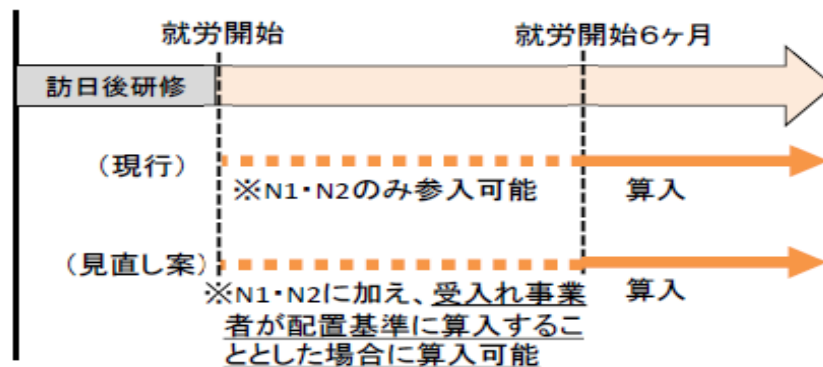 就労開始
就労開始6ヶ月
訪日後研修
(現行)
※N1・N2のみ参入可能
算入
(見直し案)
※N1・N2に加え、受入れ事業
者が配置基準に算入するこ
ととした場合に算入可能
算入